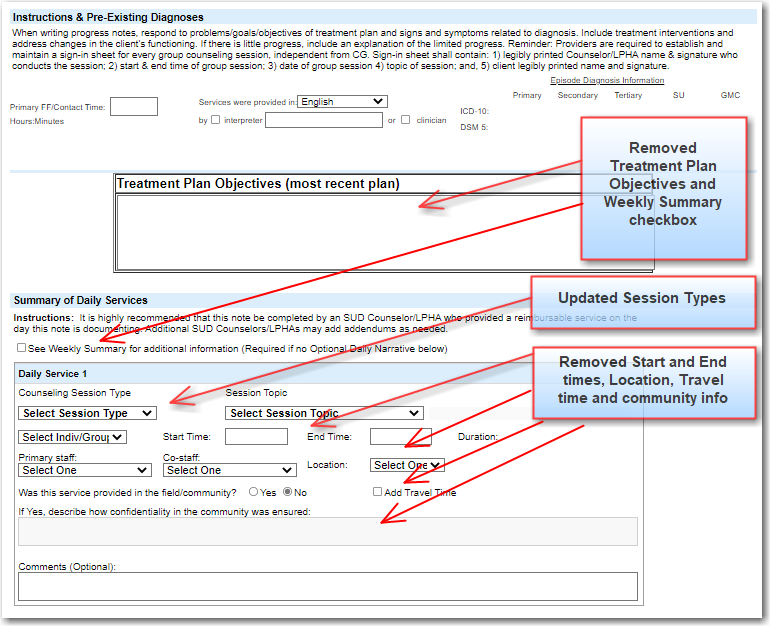 Instructions & Pre-Existing Diagnoses
When writing progress notes, respond to problems/goals/objectives of treatment plan and signs and symptoms related to diagnosis. Include treatment interventions and
address changes in the client's functioning. If there is little progress, include an explanation of the limited progress. Reminder: Providers are required to establish and
maintain a sign-in sheet for every group counseling session, independent from CG. Sign-in sheet shall contain: 1) legibly printed Counselor/LPHA name & signature who
conducts the session; 2) start & end time of group session; 3) date of group session 4) topic of session; and, 5) client legibly printed name and signature.
Episode Diagnosis Information
Primary Secondary Tertiary SU GMC
Primary FF/Contact Time:
Hours:Minutes
Services were provided in: English
by interpreter or clinician
ICD-10:
DSM 5:
Removed
Treatment Plan
Objectives and
Weekly Summary
checkbox
Treatment Plan Objectives (most recent plan)
Summary of Daily Services
Updated Session Types
Instructions: It is highly recommended that this note be completed by an SUD Counselor/LPHA who provided a reimbursable service on the
day this note is documenting. Additional SUD Counselors/LPHAs may add addendums as needed.
See Weekly Summary for additional information (Required if no Optional Daily Narrative below)
Removed Start and End
times, Location, Travel
time and community info
Daily Service 1
Counseling Session Type Session Topic
Select Session Type Select Session Topic
Select Indiv/Group Start Time: End Time: Duration:
Primary staff: Co-staff:
Select One Select One Location: Select One
Was this service provided in the field/community? Yes No Add Travel Time
If Yes, describe how confidentiality in the community was ensured:
Comments (Optional):